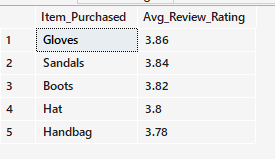 Item_Purchased Avg_Review_Rating
1 Gloves 3.86
2 Sandals 3.84
3 Boots 3.82
4 Hat 3.8
5 Handbag 3.78